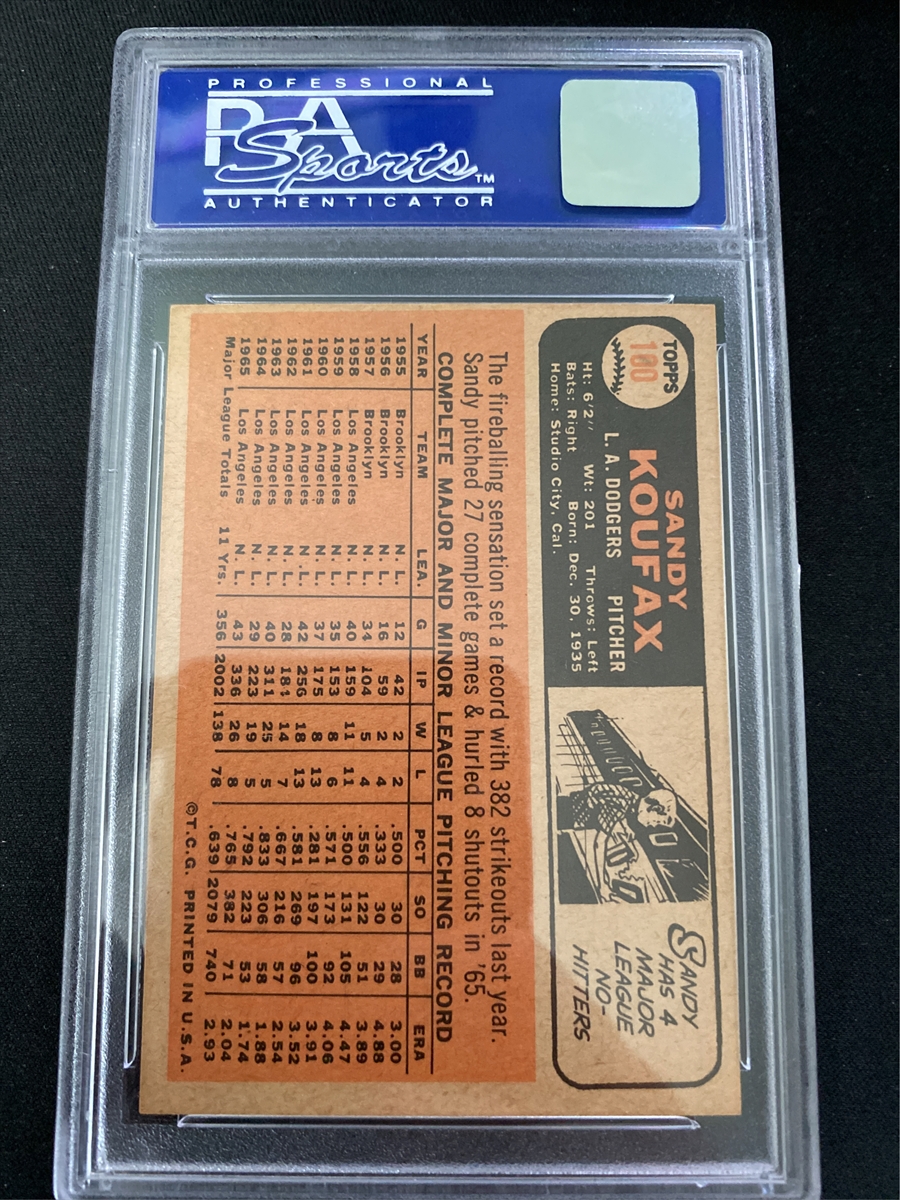 PROFESSIONAL
PSA
Sports™
AUTHENTICATOR
TOPPS
100
SANDY
KOUFAX
L. A. DODGERS PITCHER
Ht: 6'2" Wt: 201 Throws: Left
Bats: Right Born: Dec. 30, 1935
Home: Studio City, Cal.
SANDY
HAS 4
MAJOR
LEAGUE
NO-
HITTERS
The fireballing sensation set a record with 382 strikeouts last year.
Sandy pitched 27 complete games & hurled 8 shutouts in '65.
COMPLETE MAJOR AND MINOR LEAGUE PITCHING RECORD
YEAR TEAM LEA. G IP W L PCT SO BB ERA
1955 Brooklyn N. L. 12 42 2 2 .500 30 28 3.00
1956 Brooklyn N. L. 16 59 2 4 .333 30 29 4.88
1957 Brooklyn N. L. 34 104 5 4 .556 122 51 3.89
1958 Los Angeles N. L. 40 159 11 11 .500 131 105 4.47
1959 Los Angeles N. L. 35 153 8 6 .571 173 92 4.06
1960 Los Angeles N. L. 37 175 8 13 .281 197 100 3.91
1961 Los Angeles N. L. 42 256 18 13 .581 269 96 3.52
1962 Los Angeles N. L. 28 184 14 7 .667 216 57 2.54
1963 Los Angeles N. L. 40 311 25 5 .833 306 58 1.88
1964 Los Angeles N. L. 29 223 19 5 .792 223 53 1.74
1965 Los Angeles N. L. 43 336 26 8 .765 382 71 2.04
Major League Totals 11 Yrs. 356 2002 138 78 .639 2079 740 2.93
©T.C.G. PRINTED IN U.S.A.